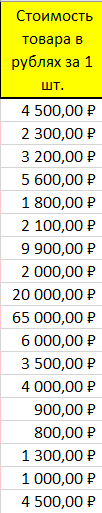 Стоимость
товара в
рублях за 1
шт.
4 500,00 ₽
2 300,00 ₽
3 200,00 ₽
5 600,00 ₽
1 800,00 ₽
2 100,00 ₽
9 900,00 ₽
2 000,00 ₽
20 000,00 ₽
65 000,00 ₽
6 000,00 ₽
3 500,00 ₽
4 000,00 ₽
900,00 ₽
800,00 ₽
1 300,00 ₽
1 000,00 ₽
4 500,00 ₽